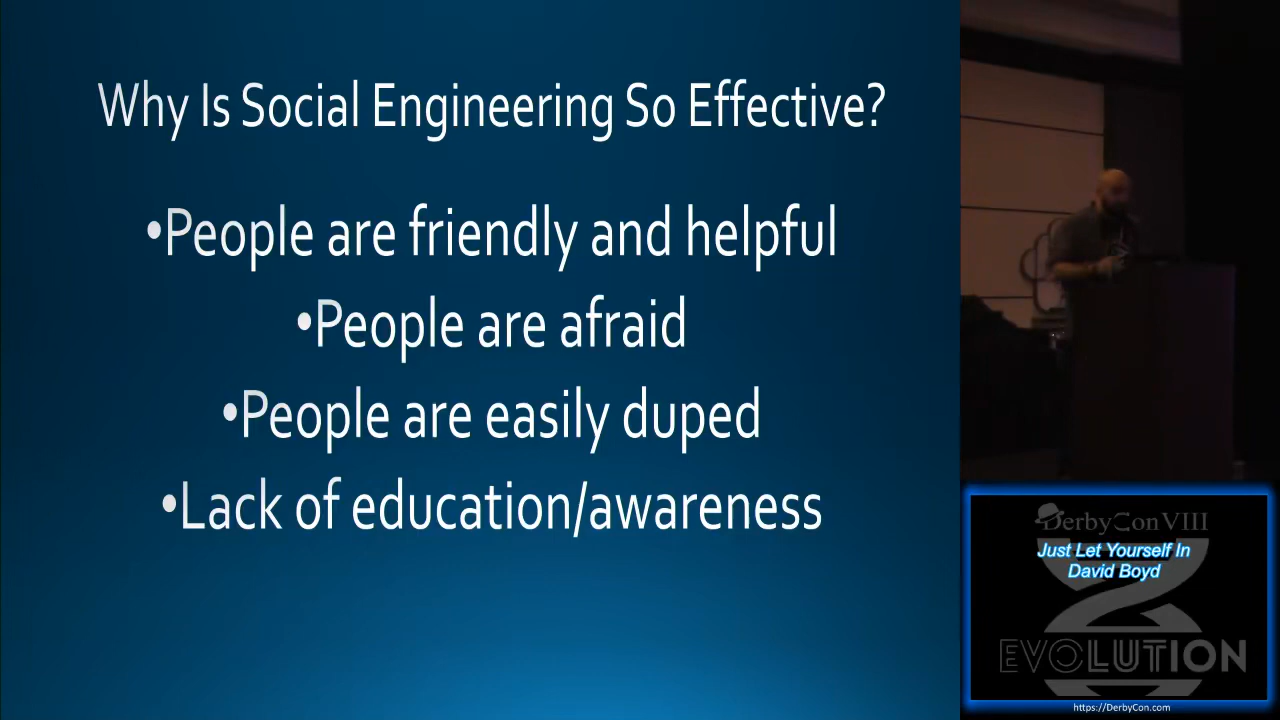 Why Is Social Engineering So Effective?
•People are friendly and helpful
•People are afraid
•People are easily duped
•Lack of education/awareness
DerbyCon VIII
Just Let Yourself In
David Boyd
EVOLUTION
https://DerbyCon.com